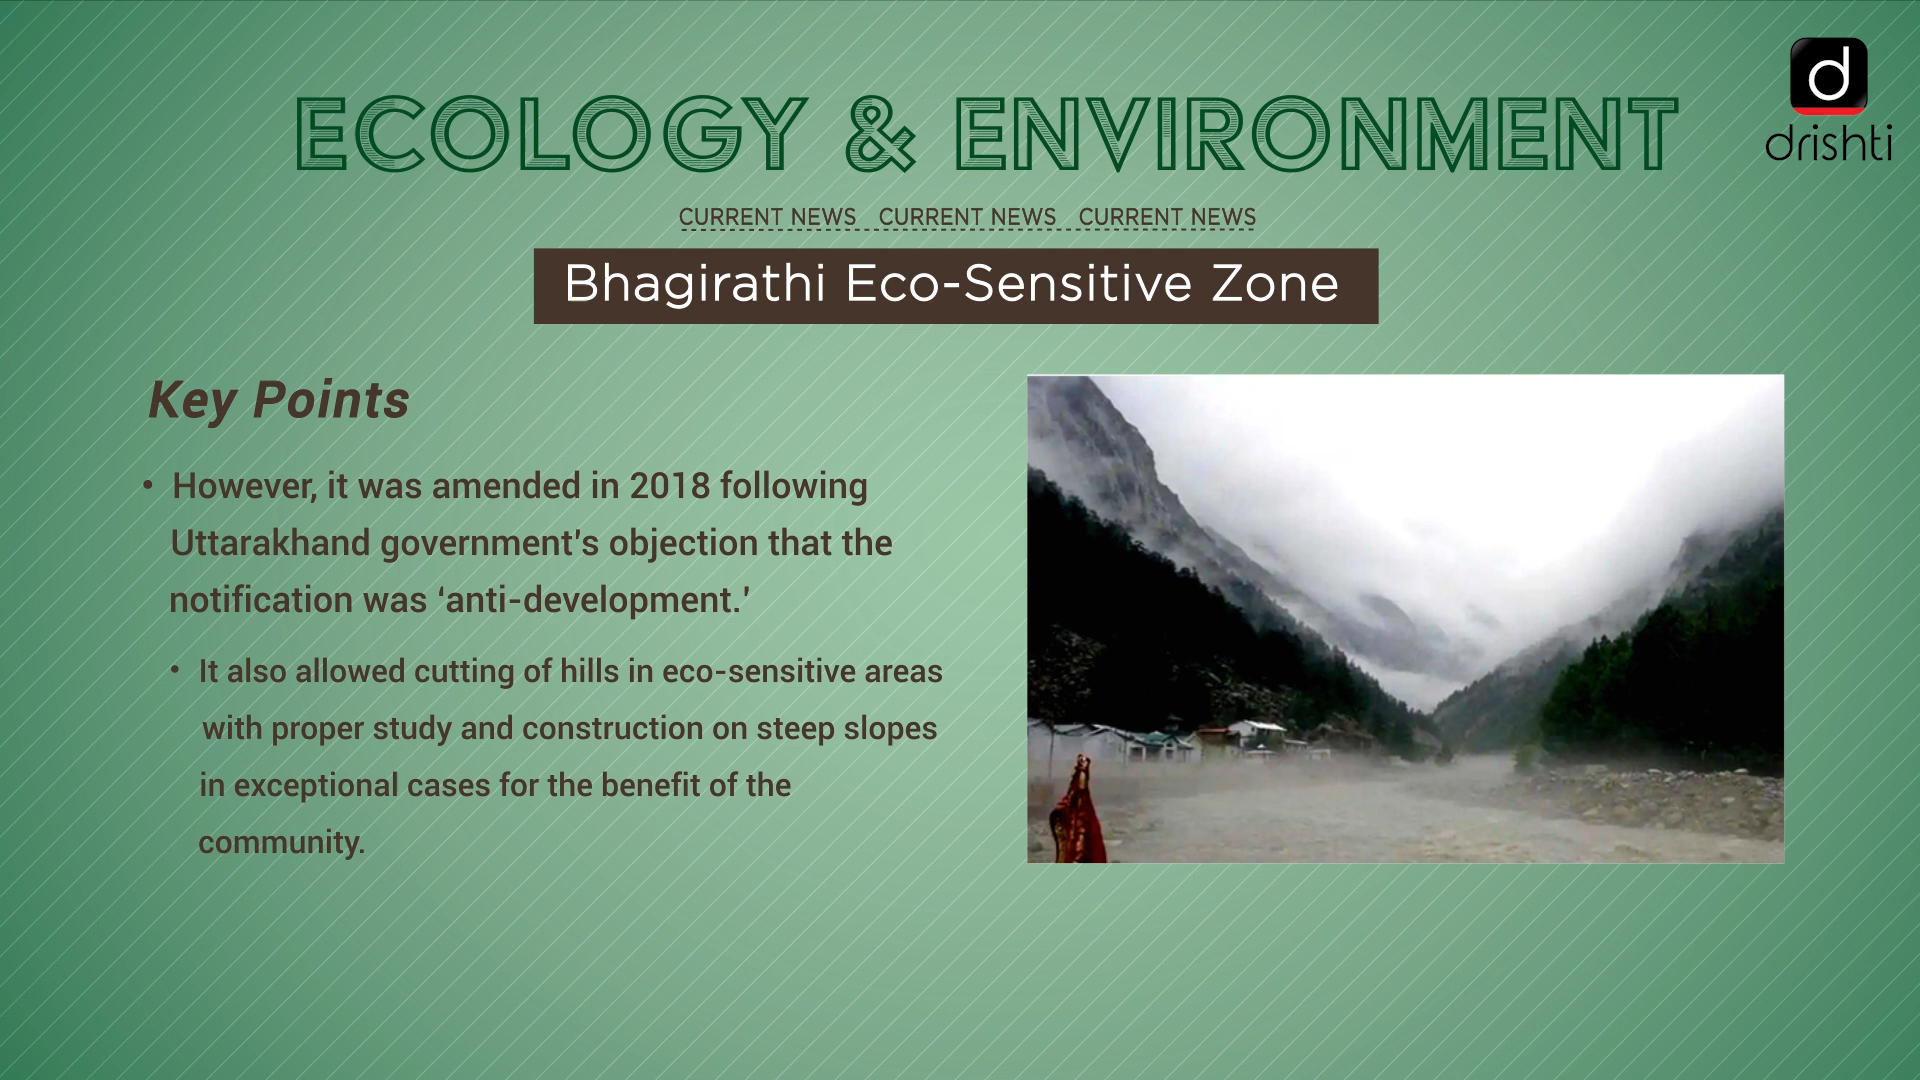 ECOLOGY & ENVIRONMENT
d
drishti
CURRENT NEWS CURRENT NEWS CURRENT NEWS
Bhagirathi Eco-Sensitive Zone
Key Points
• However, it was amended in 2018 following
Uttarakhand government's objection that the
notification was ‘anti-development.’
• It also allowed cutting of hills in eco-sensitive areas
with proper study and construction on steep slopes
in exceptional cases for the benefit of the
community.